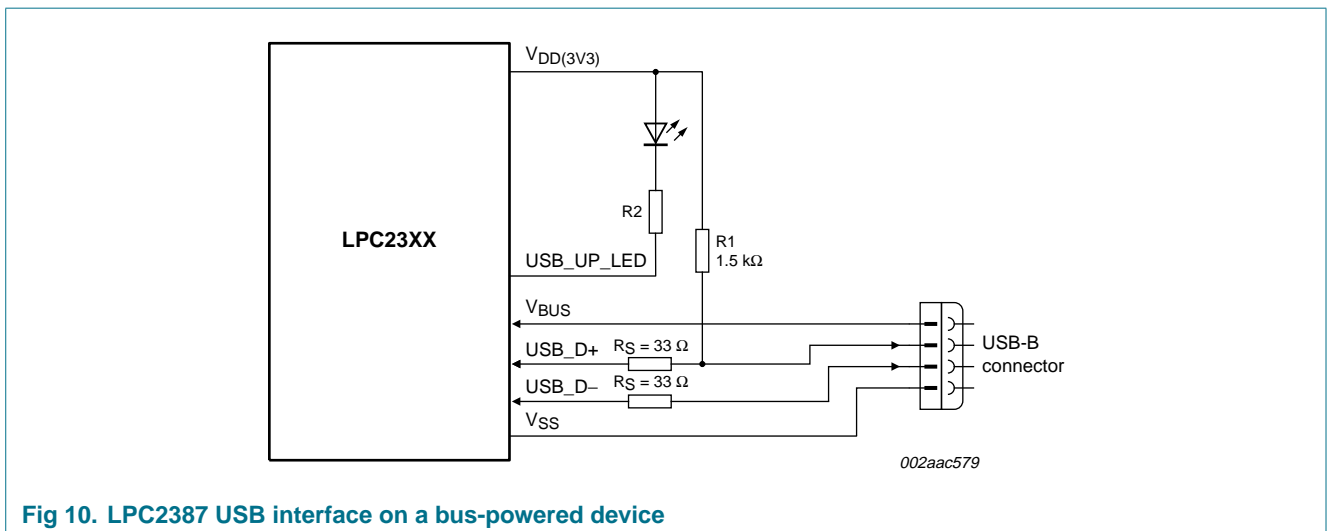 VDD(3V3)
R2
LPC23XX
R1
1.5 kΩ
USB_UP_LED
VBUS
USB-B
connector
USB_D+
RS = 33 Ω
USB_D−
RS = 33 Ω
VSS
002aac579
Fig 10. LPC2387 USB interface on a bus-powered device